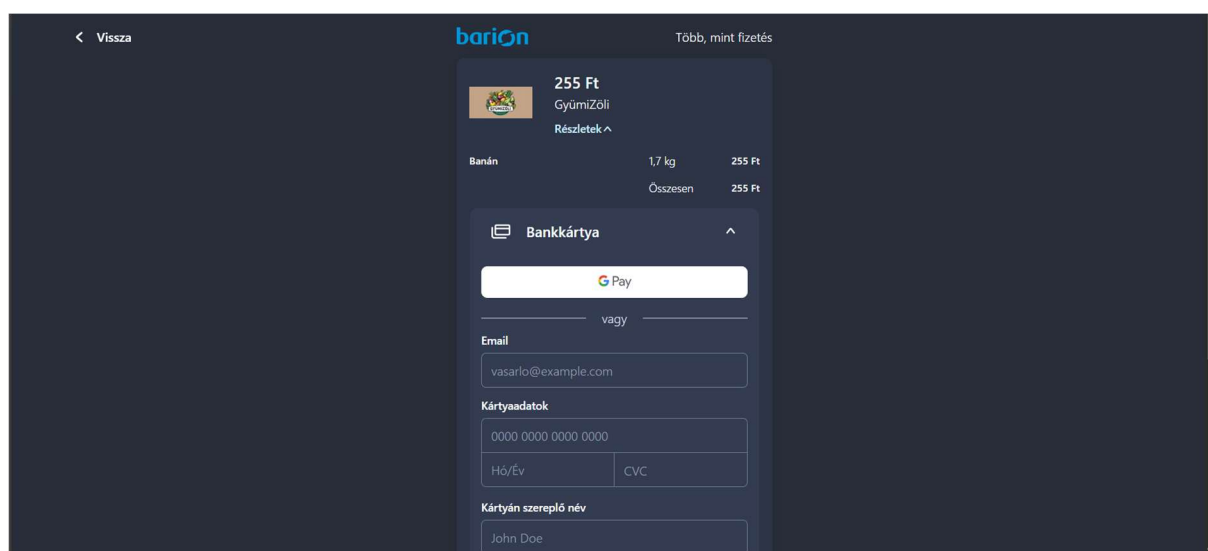 Vissza
barion
Több, mint fizetés
255 Ft
GyümiZöli
Részletek
Banán 1,7 kg 255 Ft
Összesen 255 Ft
Bankkártya
G Pay
vagy
Email
vasarlo@example.com
Kártyaadatok
0000 0000 0000 0000
Hó/Év CVC
Kártyán szereplő név
John Doe